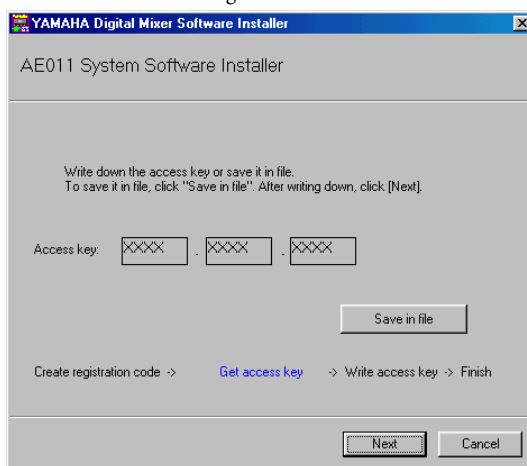 YAMAHA Digital Mixer Software Installer
AE011 System Software Installer
Write down the access key or save it in file.
To save it in file, click "Save in file". After writing down, click [Next].
Access key: XXXX . XXXX . XXXX
Save in file
Create registration code -> Get access key -> Write access key -> Finish
Next Cancel